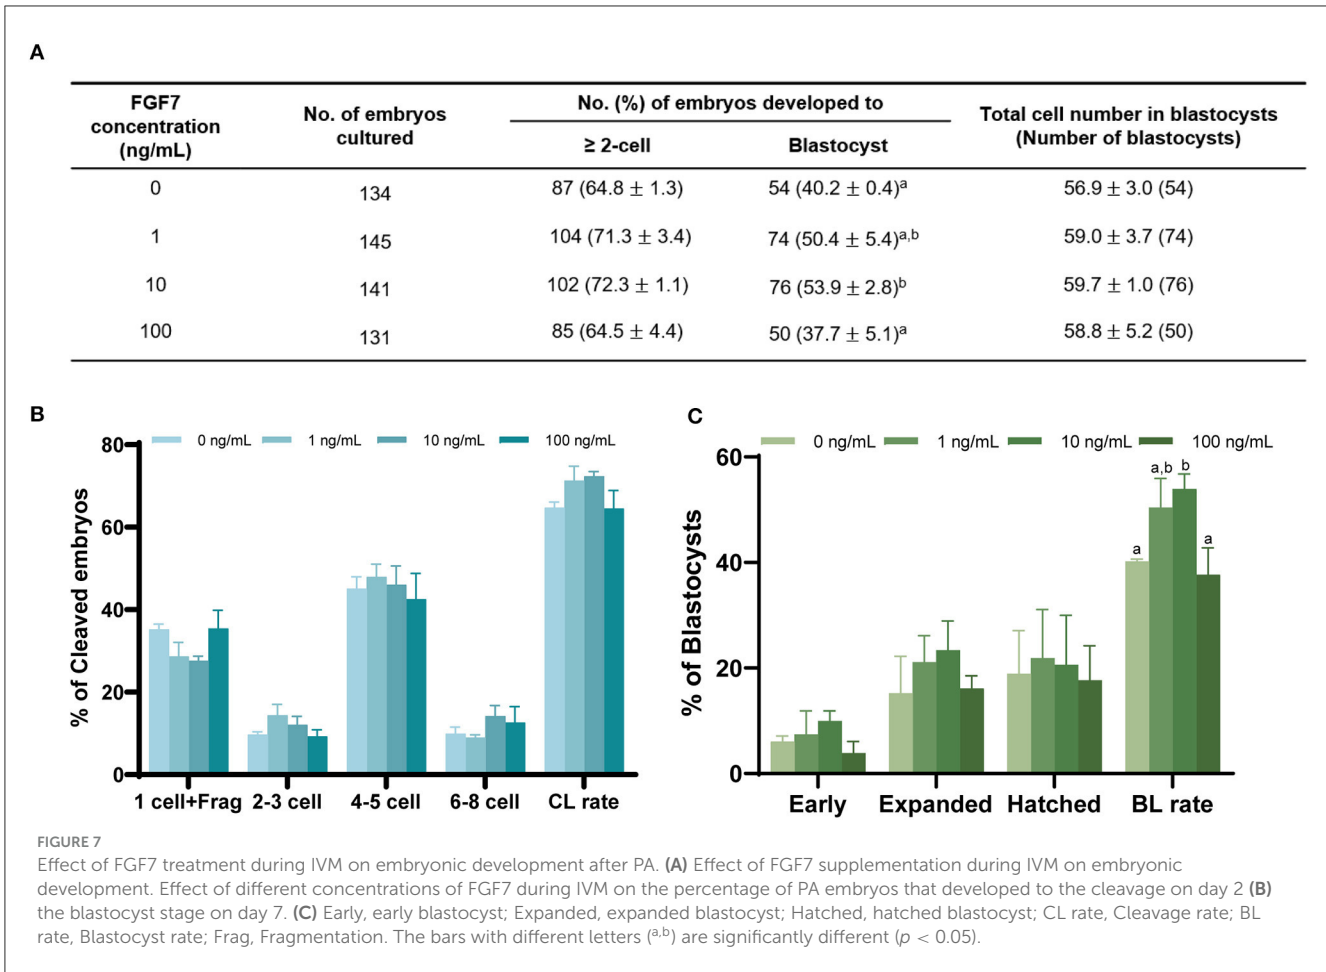 A
FGF7 concentration (ng/mL)
No. of embryos cultured
No. (%) of embryos developed to
≥ 2-cell
Blastocyst
Total cell number in blastocysts (Number of blastocysts)
0 134 87 (64.8 ± 1.3) 54 (40.2 ± 0.4)ᵃ 56.9 ± 3.0 (54)
1 145 104 (71.3 ± 3.4) 74 (50.4 ± 5.4)ᵃ,ᵇ 59.0 ± 3.7 (74)
10 141 102 (72.3 ± 1.1) 76 (53.9 ± 2.8)ᵇ 59.7 ± 1.0 (76)
100 131 85 (64.5 ± 4.4) 50 (37.7 ± 5.1)ᵃ 58.8 ± 5.2 (50)
B
0 ng/mL 1 ng/mL 10 ng/mL 100 ng/mL
% of Cleaved embryos
80
60
40
20
0
1 cell+Frag 2-3 cell 4-5 cell 6-8 cell CL rate
C
0 ng/mL 1 ng/mL 10 ng/mL 100 ng/mL
% of Blastocysts
60
40
20
0
a a,b b a
Early Expanded Hatched BL rate
FIGURE 7
Effect of FGF7 treatment during IVM on embryonic development after PA. (A) Effect of FGF7 supplementation during IVM on embryonic
development. Effect of different concentrations of FGF7 during IVM on the percentage of PA embryos that developed to the cleavage on day 2 (B)
the blastocyst stage on day 7. (C) Early, early blastocyst; Expanded, expanded blastocyst; Hatched, hatched blastocyst; CL rate, Cleavage rate; BL
rate, Blastocyst rate; Frag, Fragmentation. The bars with different letters (ᵃ,ᵇ) are significantly different (p < 0.05).